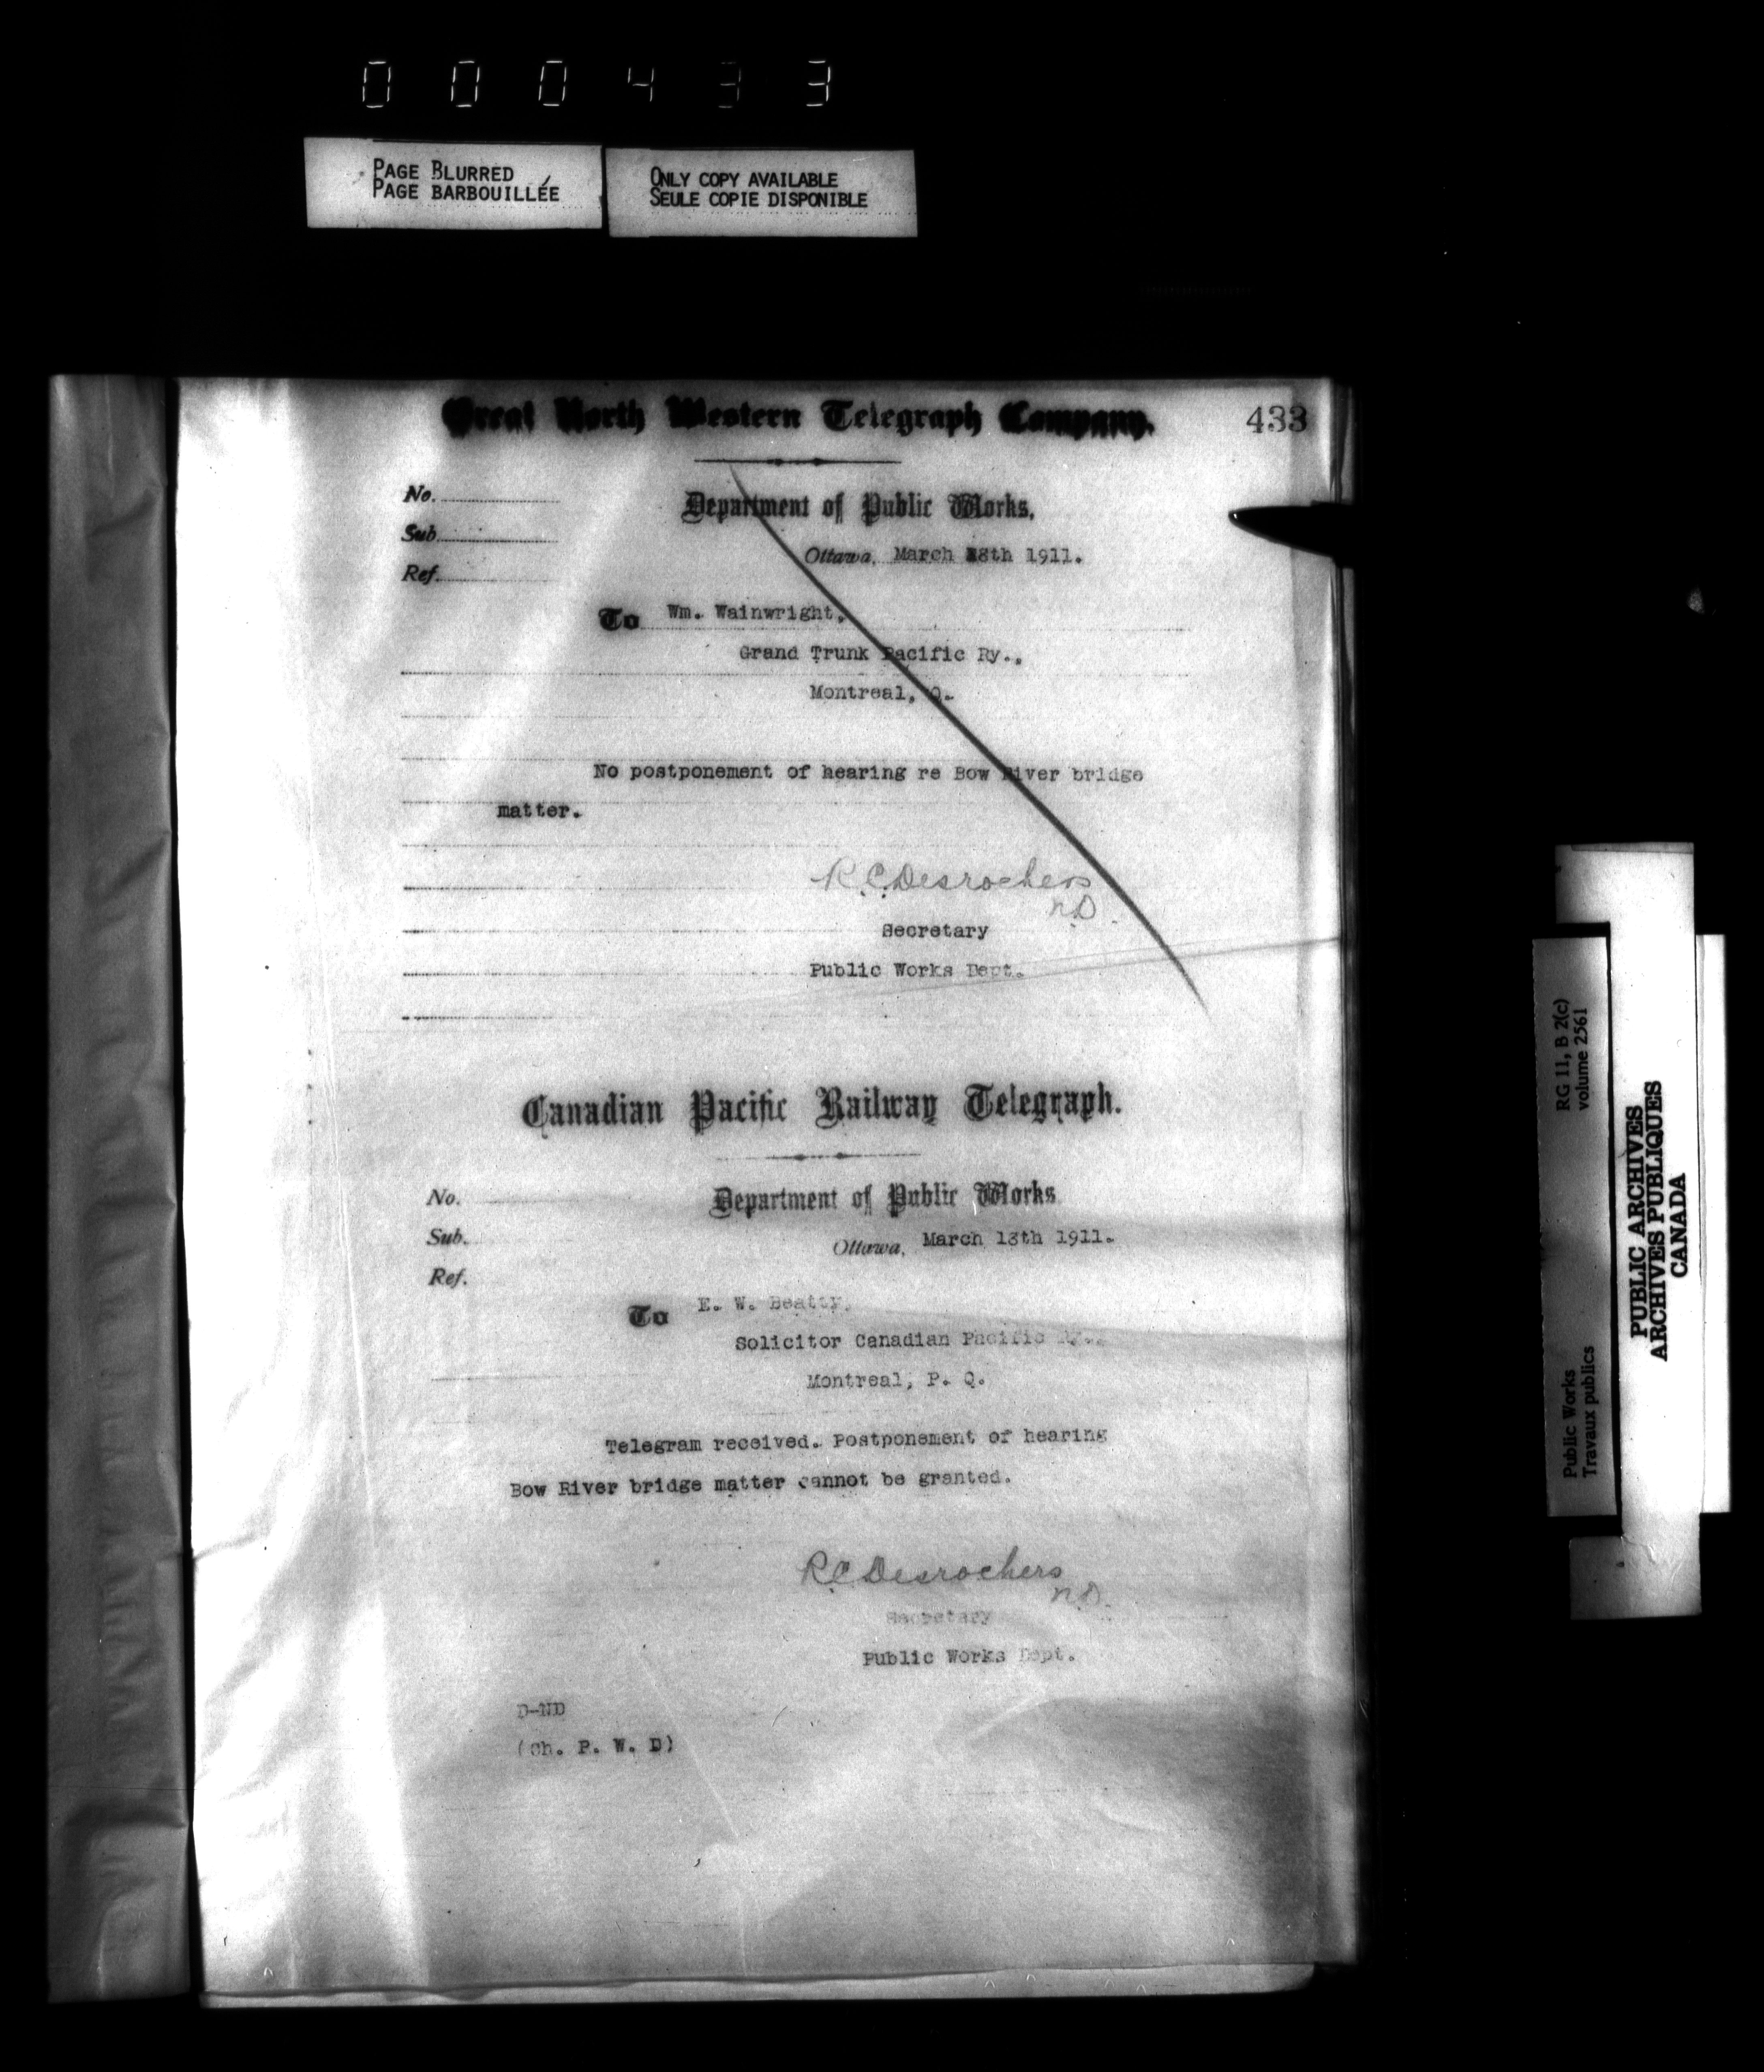 0 0 0 4 3 3
PAGE BLURRED
PAGE BARBOUILLÉE
ONLY COPY AVAILABLE
SEULE COPIE DISPONIBLE
Great North Western Telegraph Company.
433
No.
Department of Public Works,
Sub.
Ottawa, March 18th 1911.
Ref.
To Wm. Wainwright,
Grand Trunk Pacific Ry.,
Montreal, Q.
No postponement of hearing re Bow River bridge
matter.
R. C. Desrochers
N.D.
Secretary
Public Works Dept.
Canadian Pacific Railway Telegraph.
No.
Department of Public Works
Sub.
Ottawa, March 18th 1911.
Ref.
To E. W. Beatty,
Solicitor Canadian Pacific Ry.,
Montreal, P. Q.
Telegram received. Postponement of hearing
Bow River bridge matter cannot be granted.
R.C. Desrochers
N.D.
Secretary
Public Works Dept.
D-ND
(Ch. P. W. D)
RG 11, B 2(c)
volume 2561
Public Works
Travaux publics
PUBLIC ARCHIVES
ARCHIVES PUBLIQUES
CANADA